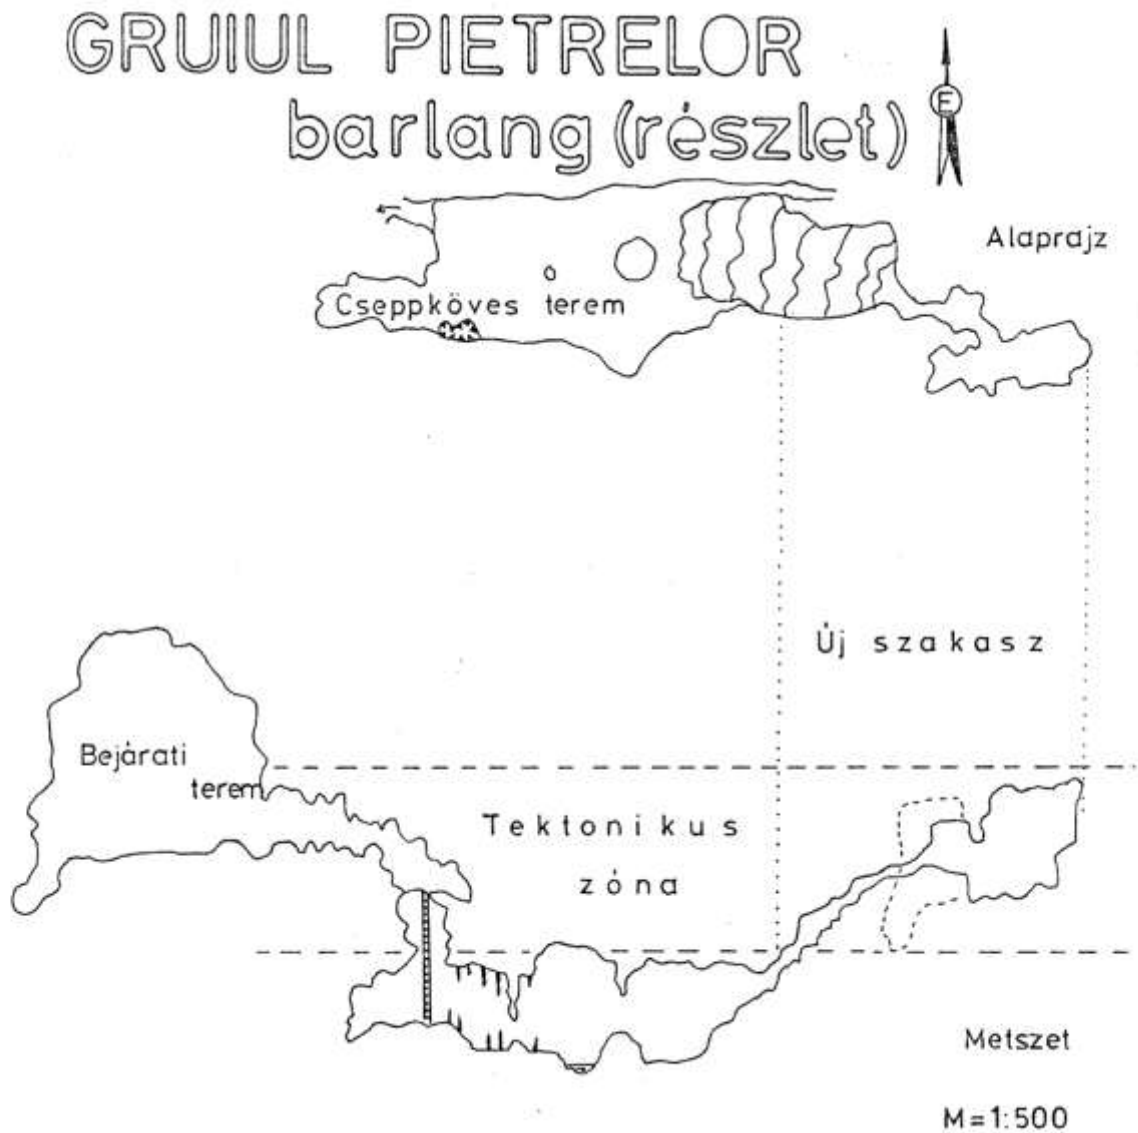 GRUIUL PIETRELOR
barlang (részlet)
É
Alaprajz
Cseppköves terem
Új szakasz
Bejárati
terem
Tektonikus
zóna
Metszet
M=1:500